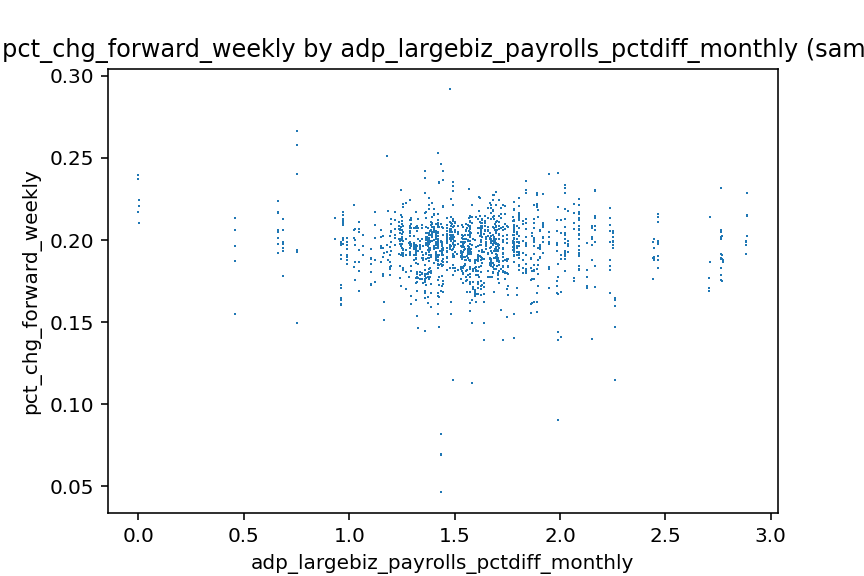 pct_chg_forward_weekly by adp_largebiz_payrolls_pctdiff_monthly (sam
0.30
0.25
0.20
0.15
0.10
0.05
pct_chg_forward_weekly
0.0 0.5 1.0 1.5 2.0 2.5 3.0
adp_largebiz_payrolls_pctdiff_monthly